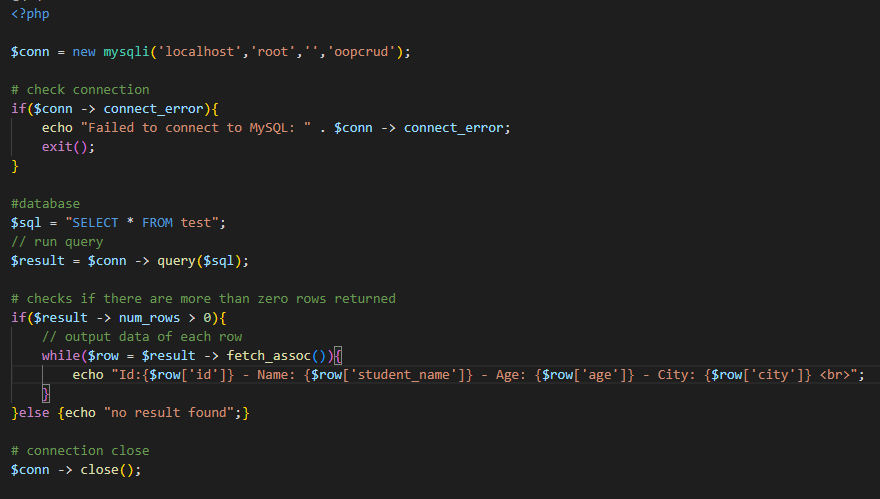 <?php
$conn = new mysqli('localhost','root','','oopcrud');
# check connection
if($conn -> connect_error){
echo "Failed to connect to MySQL: " . $conn -> connect_error;
exit();
}
#database
$sql = "SELECT * FROM test";
// run query
$result = $conn -> query($sql);
# checks if there are more than zero rows returned
if($result -> num_rows > 0){
// output data of each row
while($row = $result -> fetch_assoc()){
echo "Id:{$row['id']} - Name: {$row['student_name']} - Age: {$row['age']} - City: {$row['city']} <br>";
}
}else {echo "no result found";}
# connection close
$conn -> close();